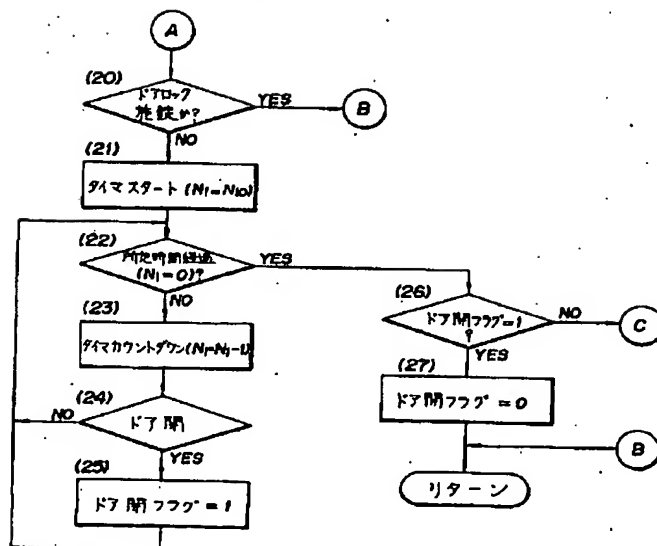 A
(20)
ドアロック
施錠か?
YES
B
NO
(21)
タイマスタート(N₁=N₁₀)
(22)
所定時間経過
(N₁=0)?
YES
NO
(23)
タイマカウントダウン(N₁=N₁-1)
(24)
ドア開
NO
YES
(25)
ドア開フラグ=1
(26)
ドア開フラグ=1
?
NO
C
YES
(27)
ドア開フラグ=0
B
リターン